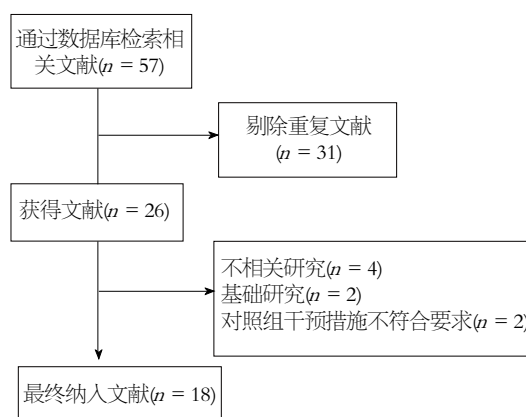 通过数据库检索相
关文献(n = 57)
剔除重复文献
(n = 31)
获得文献(n = 26)
不相关研究(n = 4)
基础研究(n = 2)
对照组干预措施不符合要求(n = 2)
最终纳入文献(n = 18)